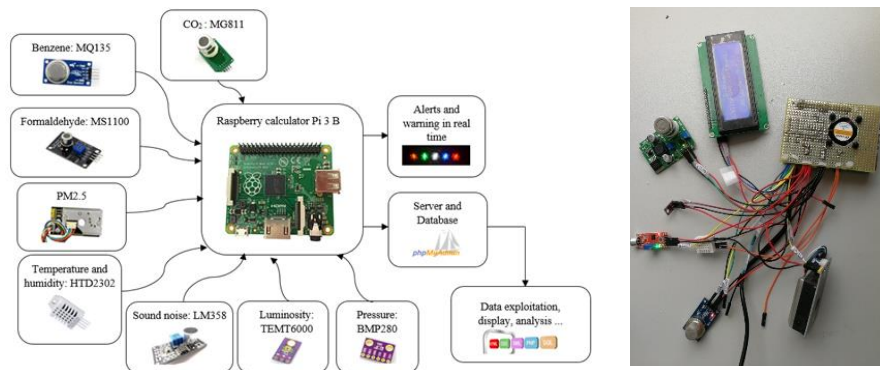 CO₂ : MG811
Benzene: MQ135
Formaldehyde: MS1100
Raspberry calculator Pi 3 B
Alerts and
warning in real
time
PM2.5
Server and
Database
phpMyAdmin
Temperature and
humidity: HTD2302
Sound noise: LM358
Luminosity:
TEMT6000
Pressure:
BMP280
Data exploitation,
display, analysis ...